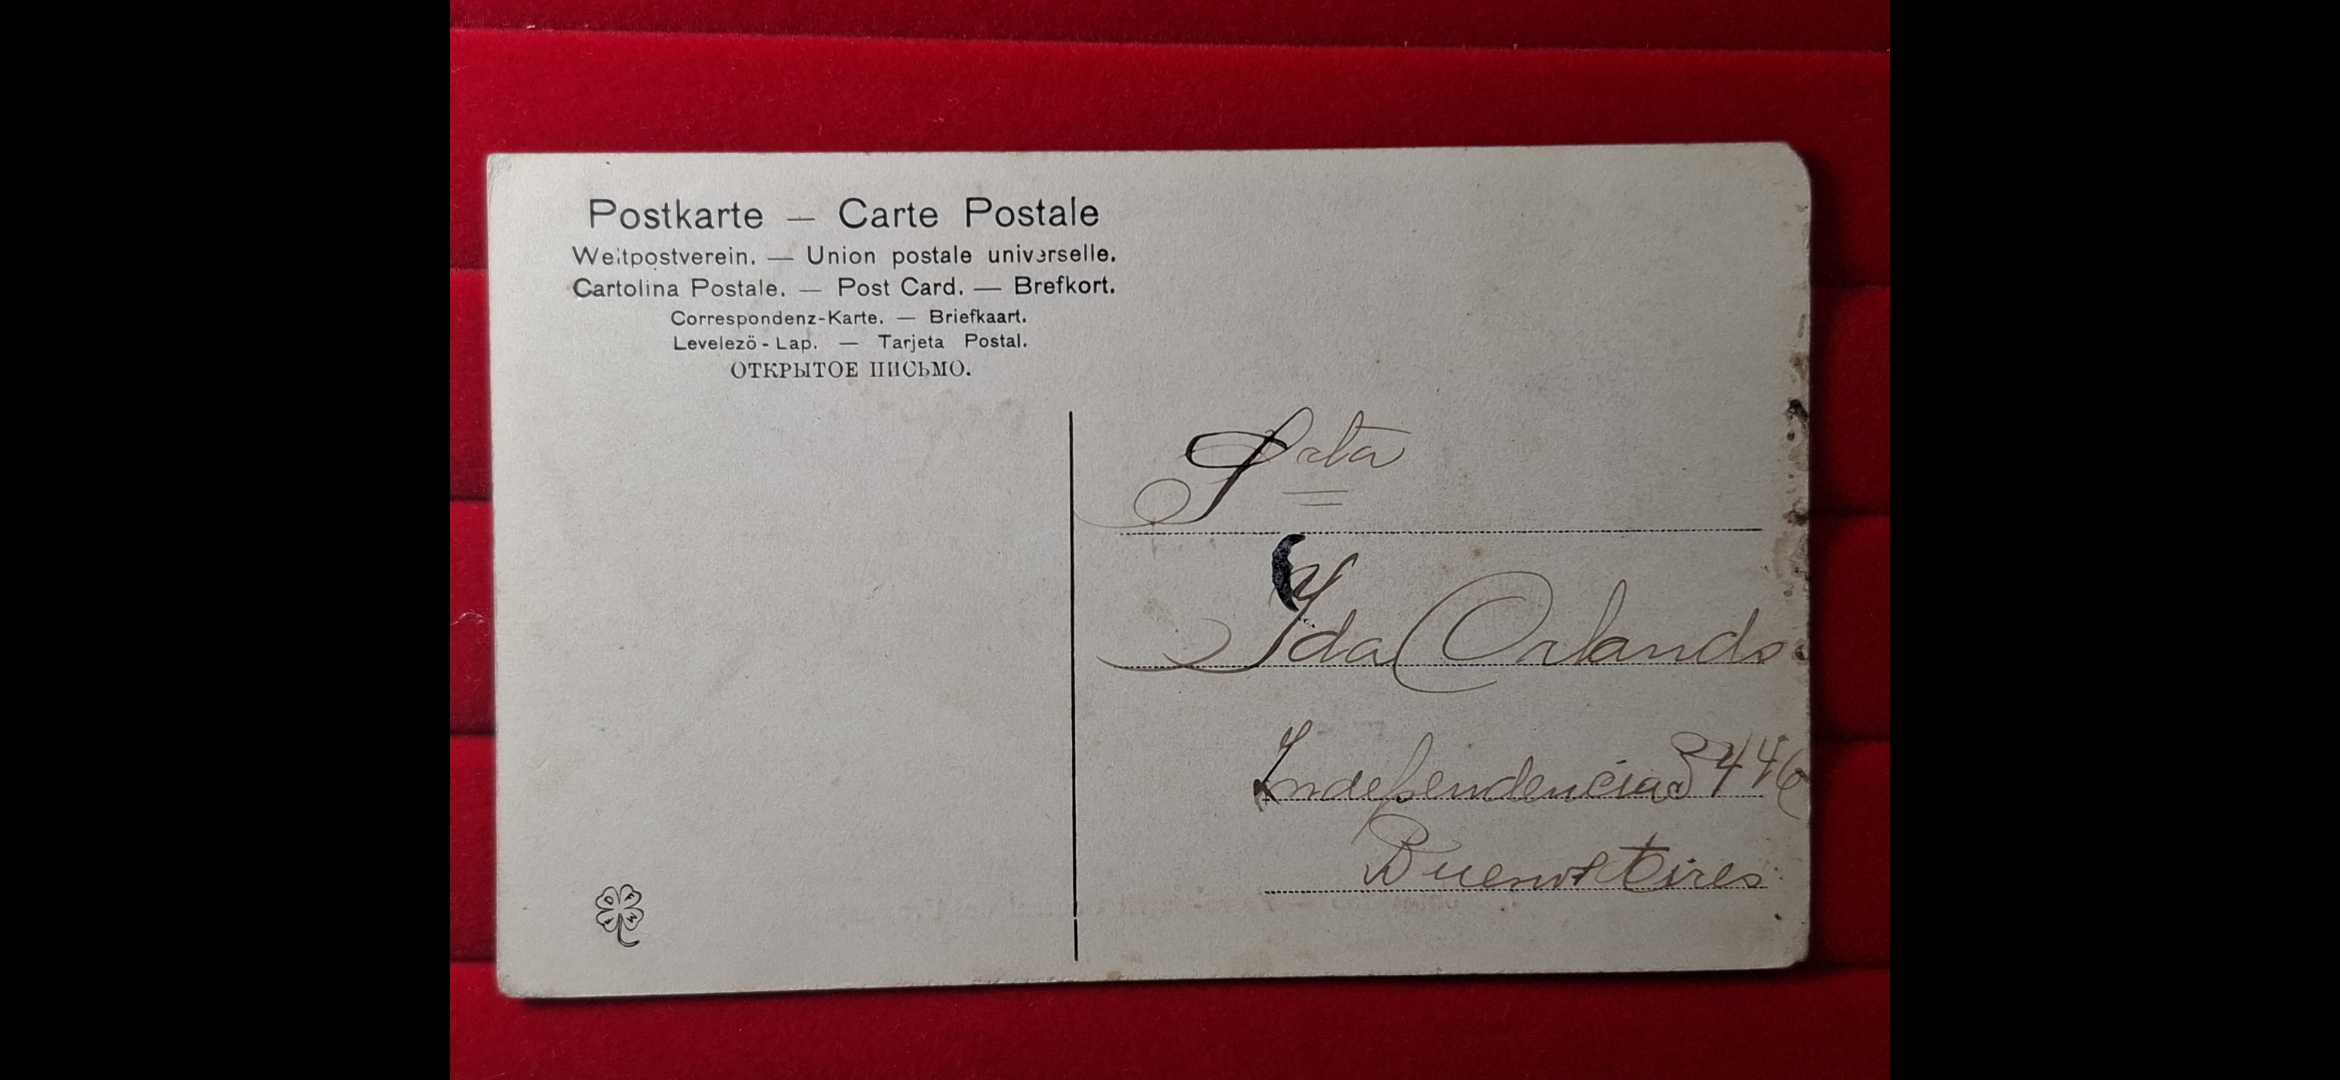 Postkarte — Carte Postale
Weltpostverein. — Union postale universelle.
Cartolina Postale. — Post Card. — Brefkort.
Correspondenz-Karte. — Briefkaart.
Levelezö - Lap. — Tarjeta Postal.
ОТКРЫТОЕ ПИСЬМО.
Srta
Yda Orlando.
Independencia 3446
Buenos Aires